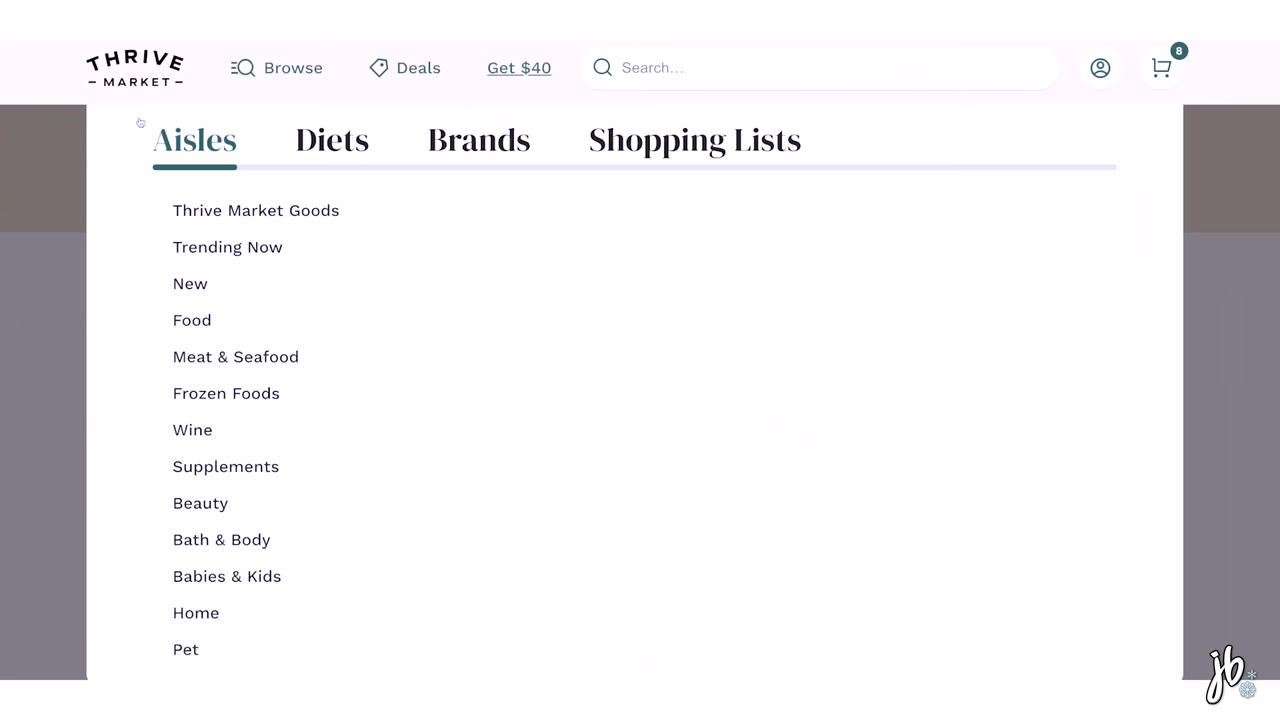 THRIVE
MARKET
Browse
Deals
Get $40
Search...
8
Aisles
Diets
Brands
Shopping Lists
Thrive Market Goods
Trending Now
New
Food
Meat & Seafood
Frozen Foods
Wine
Supplements
Beauty
Bath & Body
Babies & Kids
Home
Pet
jb